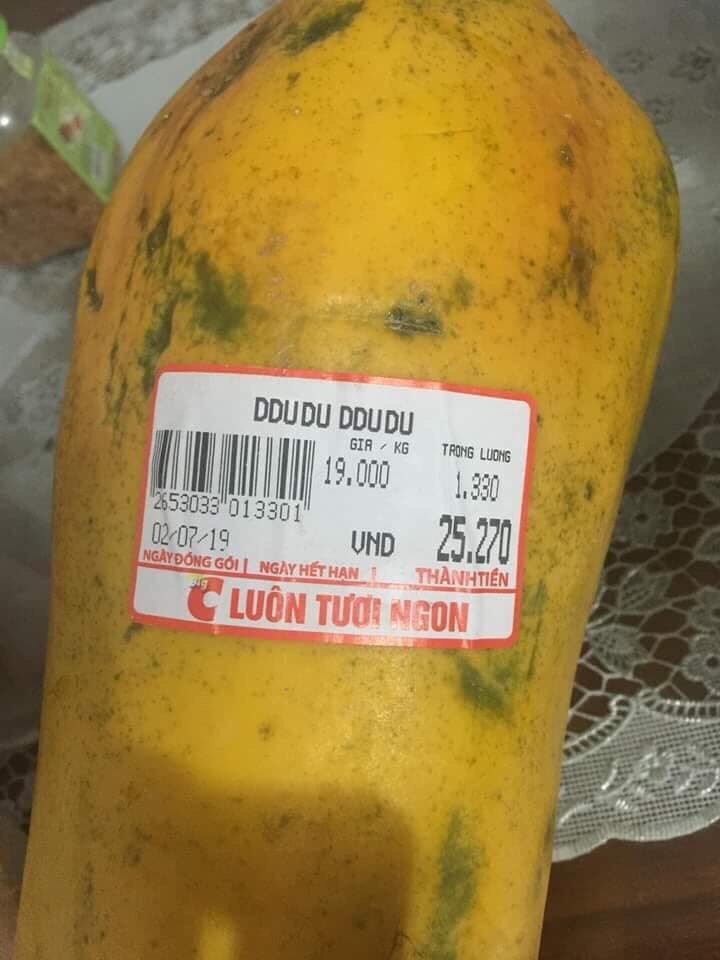 DDU DU DDU DU
GIA / KG TRONG LUONG
19.000 1.330
2653033 013301
02/07/19 VND 25.270
NGÀY ĐÓNG GÓI | NGÀY HẾT HẠN | THÀNH TIỀN
Big C LUÔN TƯƠI NGON